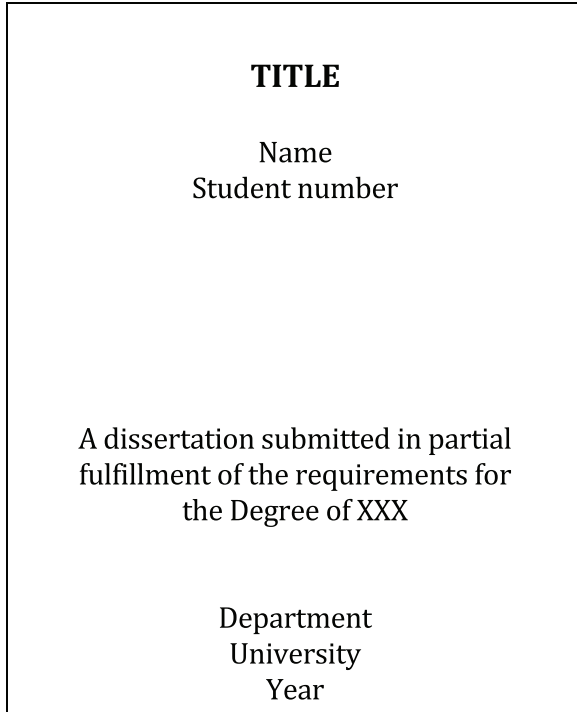 TITLE
Name
Student number
A dissertation submitted in partial
fulfillment of the requirements for
the Degree of XXX
Department
University
Year